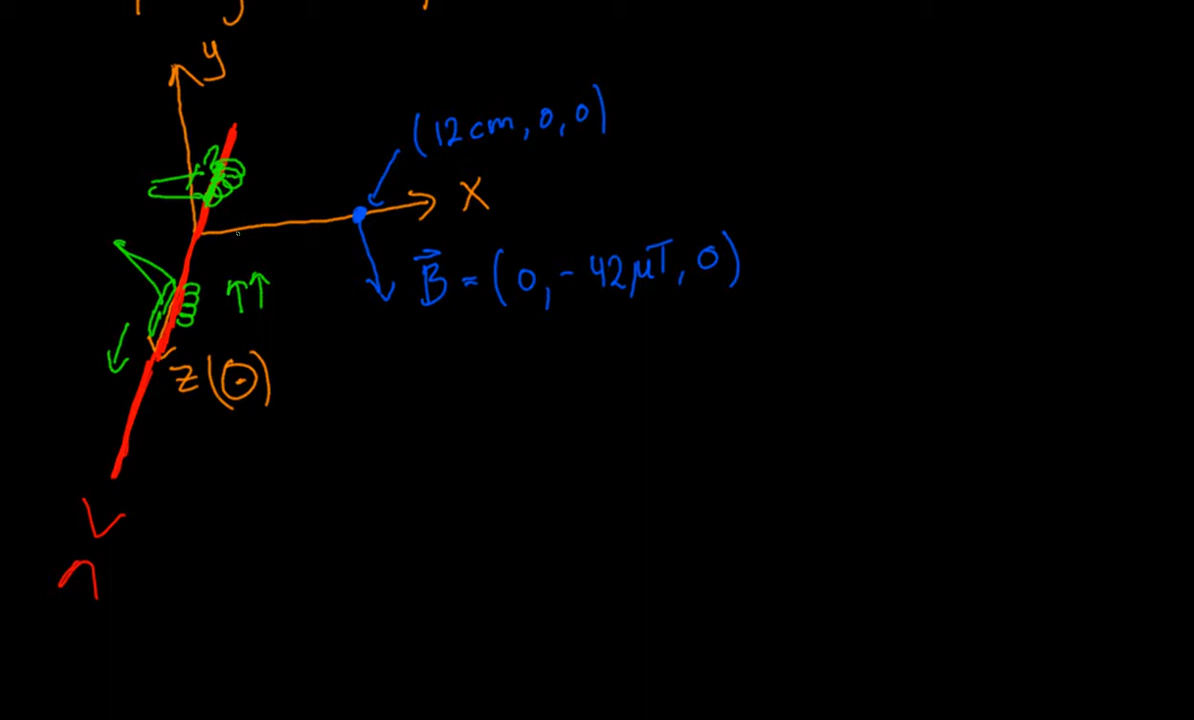 y
(12cm, 0, 0)
X
B⃗ = (0, -42μT, 0)
↑↑
z(⊙)